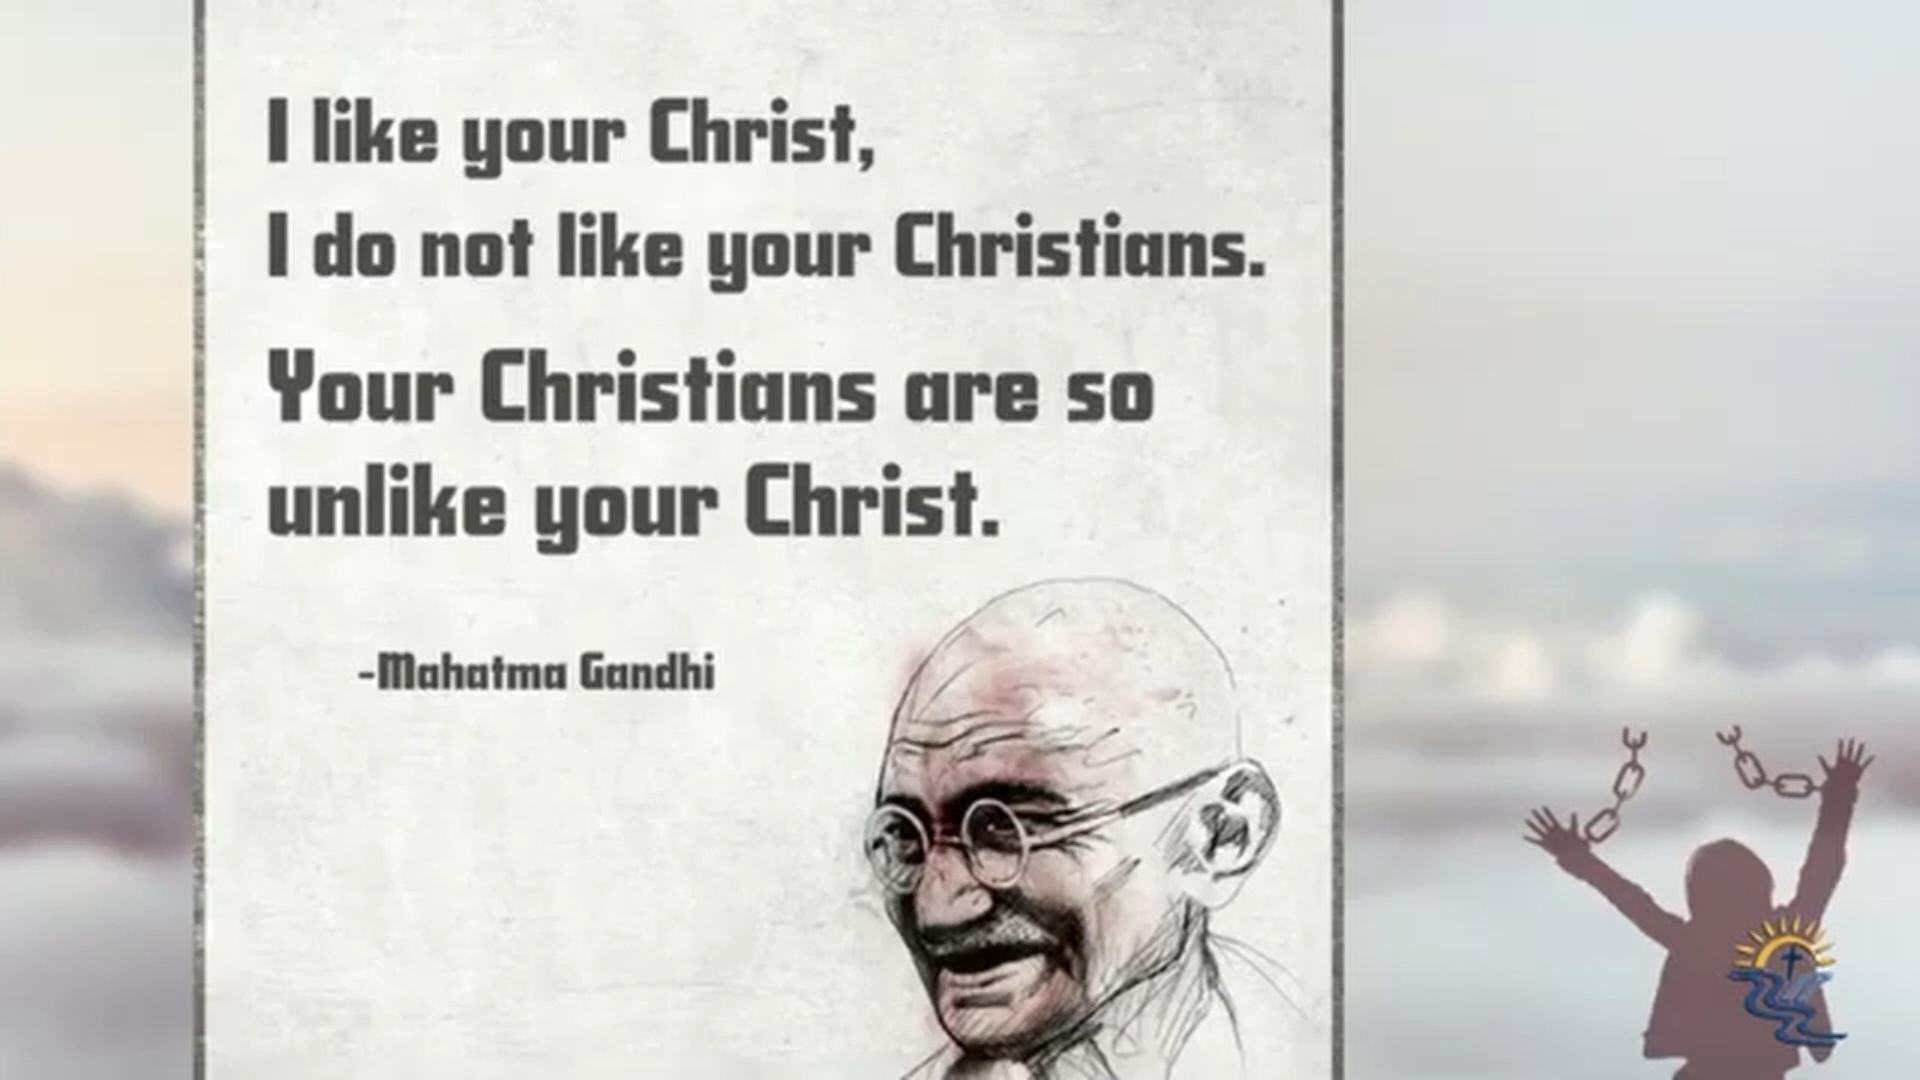 I like your Christ,
I do not like your Christians.
Your Christians are so
unlike your Christ.
-Mahatma Gandhi